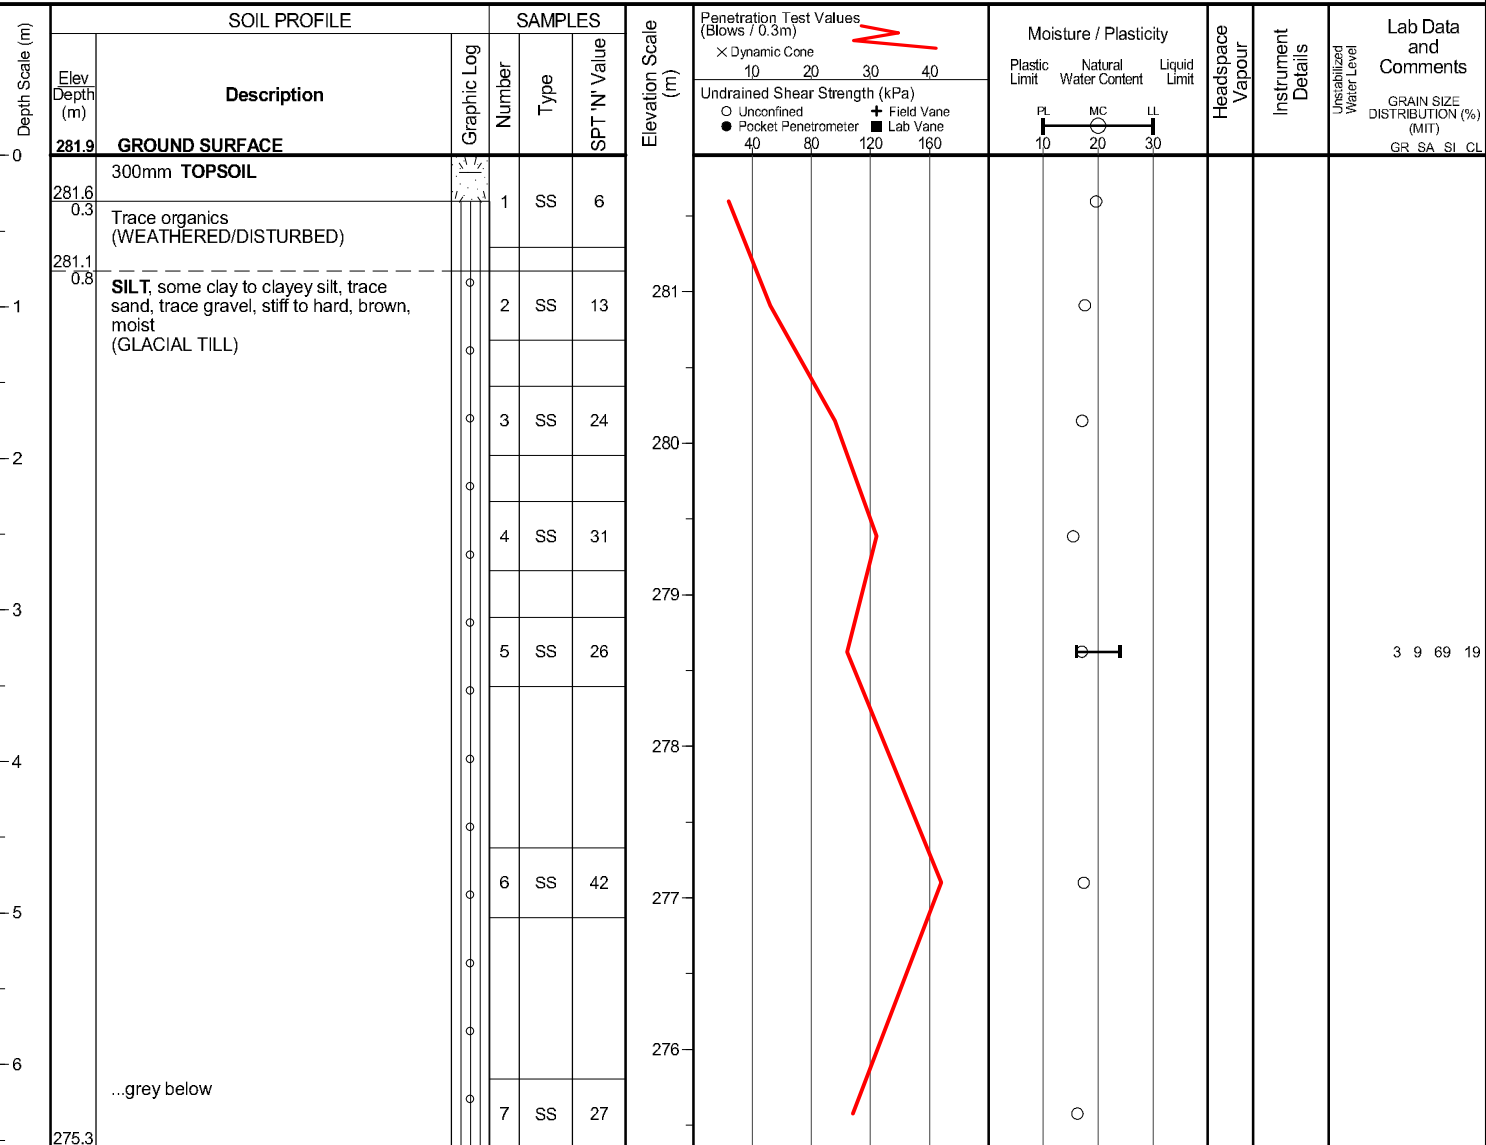 SOIL PROFILE
SAMPLES
Depth Scale (m)
Elev
Depth
(m)
Description
Graphic Log
Number
Type
SPT 'N' Value
Elevation Scale
(m)
Penetration Test Values
(Blows / 0.3m)
× Dynamic Cone
10 20 30 40
Undrained Shear Strength (kPa)
Unconfined
Field Vane
Pocket Penetrometer
Lab Vane
40 80 120 160
Moisture / Plasticity
Plastic
Limit
Natural
Water Content
Liquid
Limit
PL MC LL
10 20 30
Headspace
Vapour
Instrument
Details
Unstabilized
Water Level
Lab Data
and
Comments
GRAIN SIZE
DISTRIBUTION (%)
(MIT)
GR SA SI CL
281.9 GROUND SURFACE
0
300mm TOPSOIL
281.6
0.3
1 SS 6
Trace organics
(WEATHERED/DISTURBED)
281.1
0.8
SILT, some clay to clayey silt, trace
sand, trace gravel, stiff to hard, brown,
moist
(GLACIAL TILL)
281
1
2 SS 13
3 SS 24
280
2
4 SS 31
279
3
5 SS 26
3 9 69 19
278
4
6 SS 42
277
5
276
6
...grey below
7 SS 27
275.3